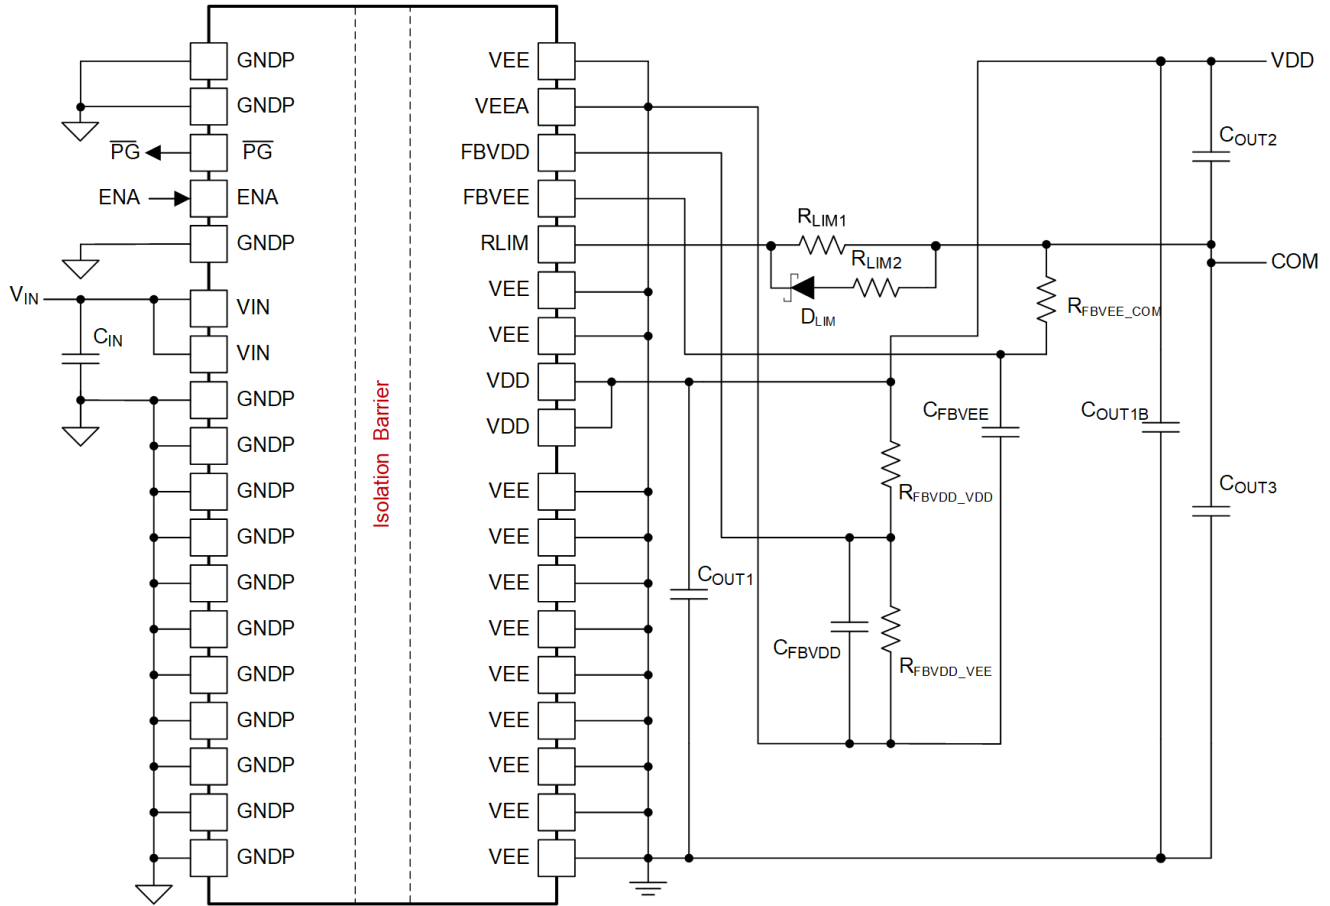 GNDP
VEE
VDD
GNDP
VEEA
COUT2
PG
PG
FBVDD
ENA
ENA
FBVEE
RLIM1
GNDP
RLIM
RLIM2
COM
VIN
VIN
VEE
DLIM
RFBVEE_COM
CIN
VEE
VIN
VDD
GNDP
Isolation Barrier
CFBVEE
COUT1B
VDD
GNDP
COUT3
GNDP
VEE
RFBVDD_VDD
GNDP
VEE
GNDP
VEE
COUT1
GNDP
VEE
CFBVDD
GNDP
VEE
RFBVDD_VEE
GNDP
VEE
GNDP
VEE
GNDP
VEE
GNDP
VEE